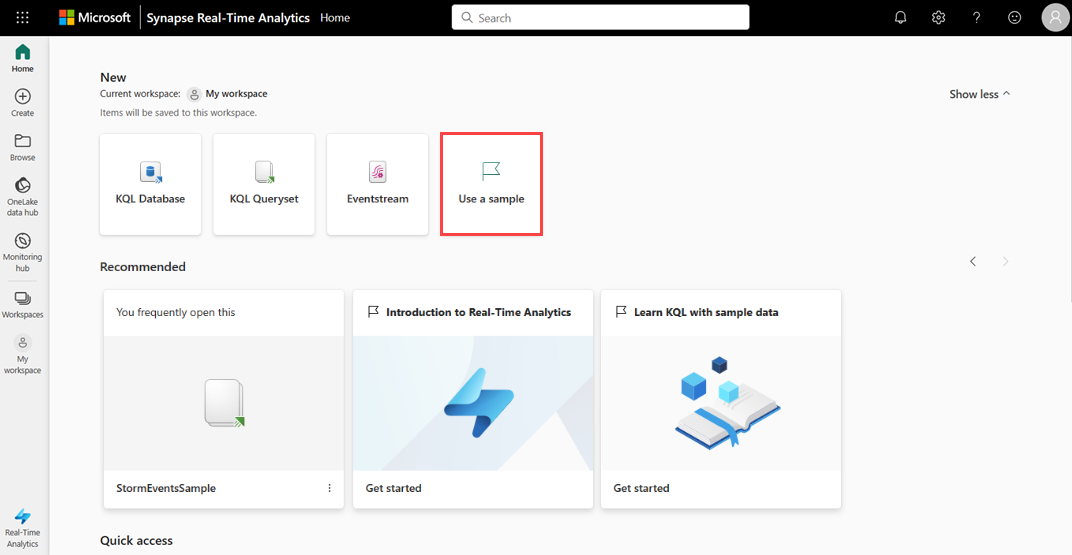 Microsoft Synapse Real-Time Analytics Home Search ?
Home
Create
Browse
OneLake
data hub
Monitoring
hub
Workspaces
My
workspace
Real-Time
Analytics
New
Current workspace: My workspace
Show less
Items will be saved to this workspace.
KQL Database KQL Queryset Eventstream Use a sample
Recommended
You frequently open this
StormEventsSample
Introduction to Real-Time Analytics
Get started
Learn KQL with sample data
Get started
Quick access